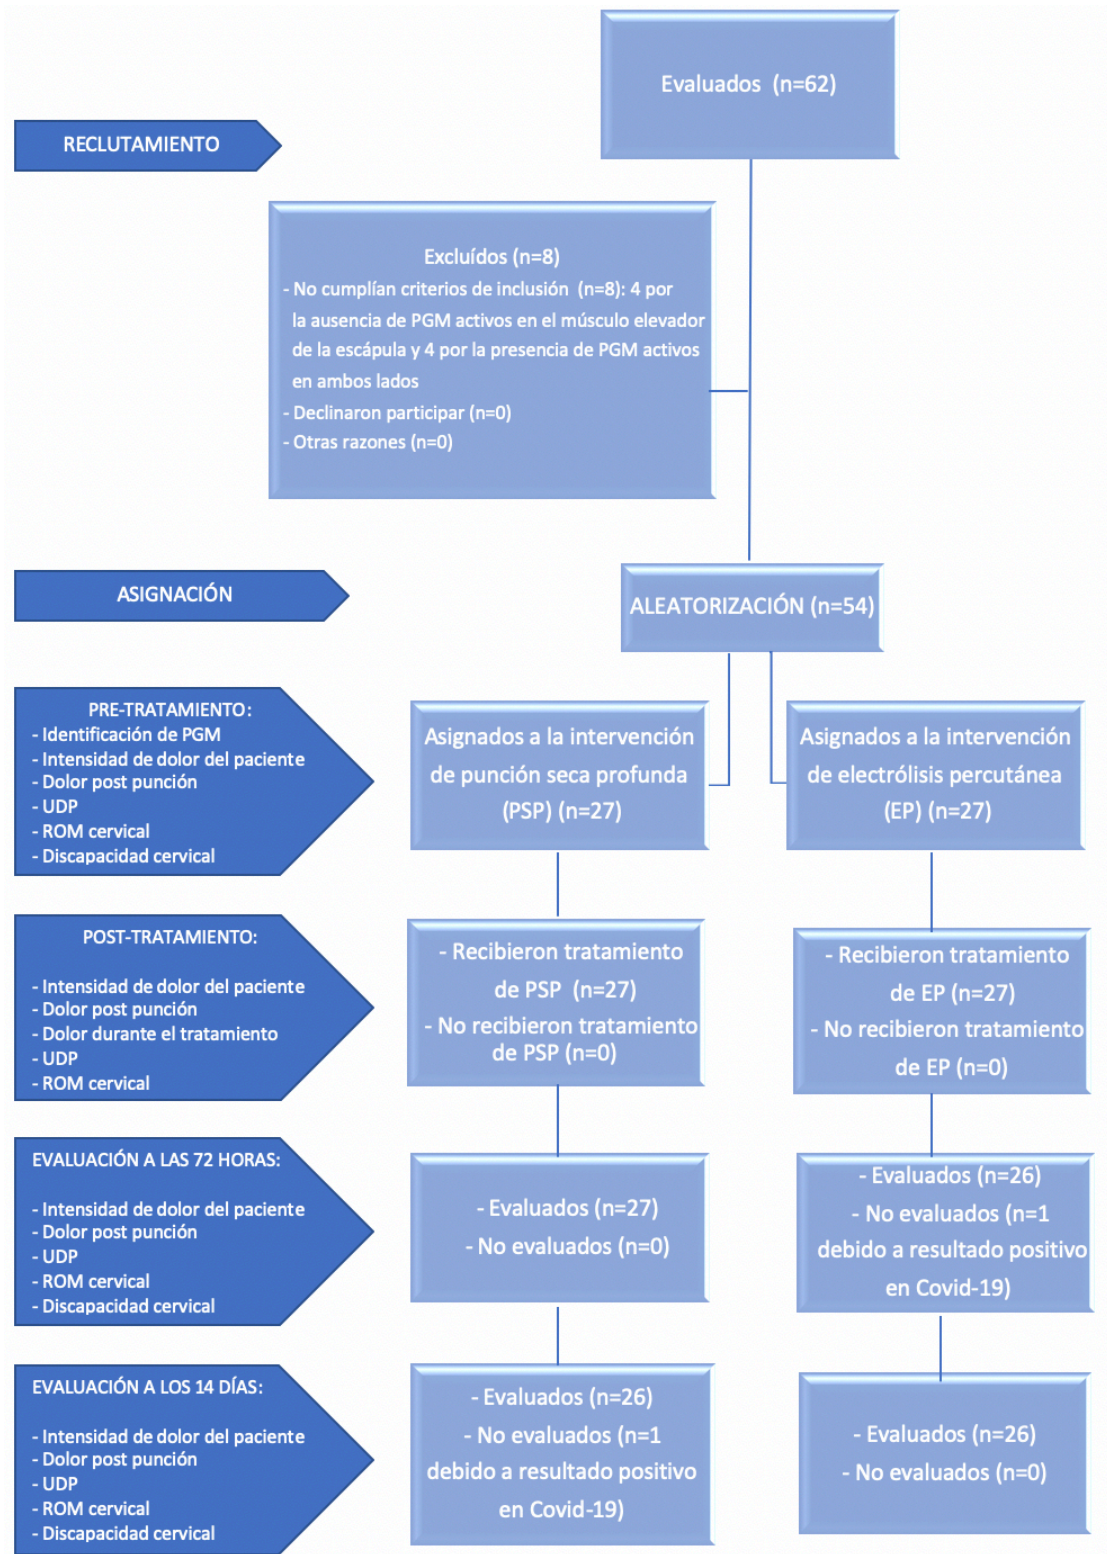 Evaluados (n=62)
RECLUTAMIENTO
Excluídos (n=8)
- No cumplían criterios de inclusión (n=8): 4 por
la ausencia de PGM activos en el músculo elevador
de la escápula y 4 por la presencia de PGM activos
en ambos lados
- Declinaron participar (n=0)
- Otras razones (n=0)
ASIGNACIÓN
ALEATORIZACIÓN (n=54)
PRE-TRATAMIENTO:
- Identificación de PGM
- Intensidad de dolor del paciente
- Dolor post punción
- UDP
- ROM cervical
- Discapacidad cervical
Asignados a la intervención
de punción seca profunda
(PSP) (n=27)
Asignados a la intervención
de electrólisis percutánea
(EP) (n=27)
POST-TRATAMIENTO:
- Intensidad de dolor del paciente
- Dolor post punción
- Dolor durante el tratamiento
- UDP
- ROM cervical
- Recibieron tratamiento
de PSP (n=27)
- No recibieron tratamiento
de PSP (n=0)
- Recibieron tratamiento
de EP (n=27)
- No recibieron tratamiento
de EP (n=0)
EVALUACIÓN A LAS 72 HORAS:
- Intensidad de dolor del paciente
- Dolor post punción
- UDP
- ROM cervical
- Discapacidad cervical
- Evaluados (n=27)
- No evaluados (n=0)
- Evaluados (n=26)
- No evaluados (n=1
debido a resultado positivo
en Covid-19)
EVALUACIÓN A LOS 14 DÍAS:
- Intensidad de dolor del paciente
- Dolor post punción
- UDP
- ROM cervical
- Discapacidad cervical
- Evaluados (n=26)
- No evaluados (n=1
debido a resultado positivo
en Covid-19)
- Evaluados (n=26)
- No evaluados (n=0)